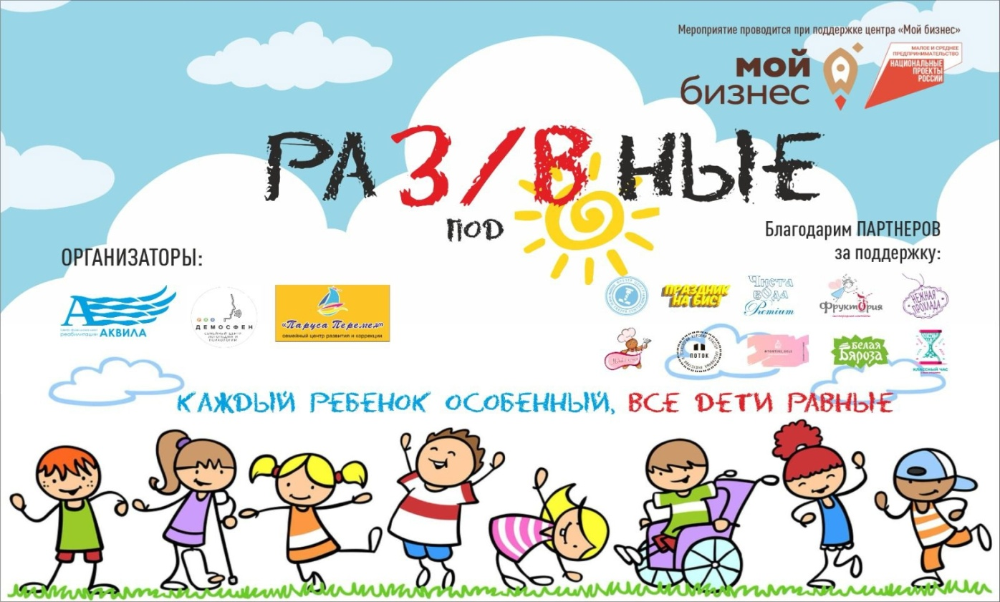 Мероприятие проводится при поддержке центра «Мой бизнес»
мой
бизнес
МАЛОЕ И СРЕДНЕЕ
ПРЕДПРИНИМАТЕЛЬСТВО
НАЦИОНАЛЬНЫЕ
ПРОЕКТЫ
РОССИИ
РАЗ/ВНЫЕ
ПОД
ОРГАНИЗАТОРЫ:
реабилитации АКВИЛА
ДЕМОСФЕН
СЕМЕЙНЫЙ ЦЕНТР
ЛОГОПЕДИИ И
ПСИХОЛОГИИ
«Паруса Перемен»
семейный центр развития и коррекции
Благодарим ПАРТНЕРОВ
за поддержку:
ПРАЗДНИК
НА БИС!
Чиста
вода
Premium
Фруктория
НЕЖНАЯ
ПРОХЛАДА
ПОТОК
Белая
Бяроза
КЛАССНЫЙ ЧАС
КАЖДЫЙ РЕБЕНОК ОСОБЕННЫЙ, ВСЕ ДЕТИ РАВНЫЕ